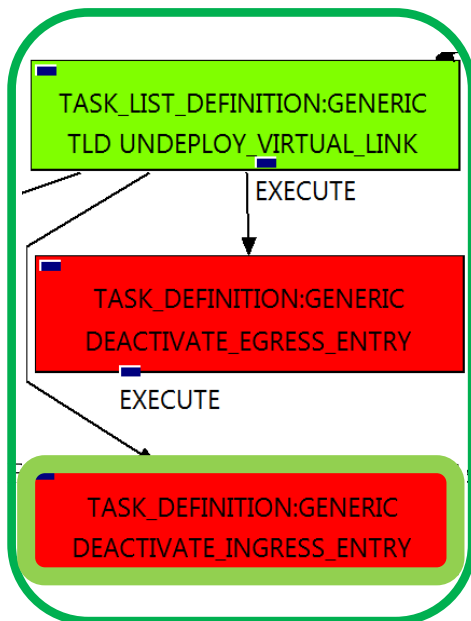 TASK_LIST_DEFINITION:GENERIC
TLD UNDEPLOY_VIRTUAL_LINK
EXECUTE
TASK_DEFINITION:GENERIC
DEACTIVATE_EGRESS_ENTRY
EXECUTE
TASK_DEFINITION:GENERIC
DEACTIVATE_INGRESS_ENTRY